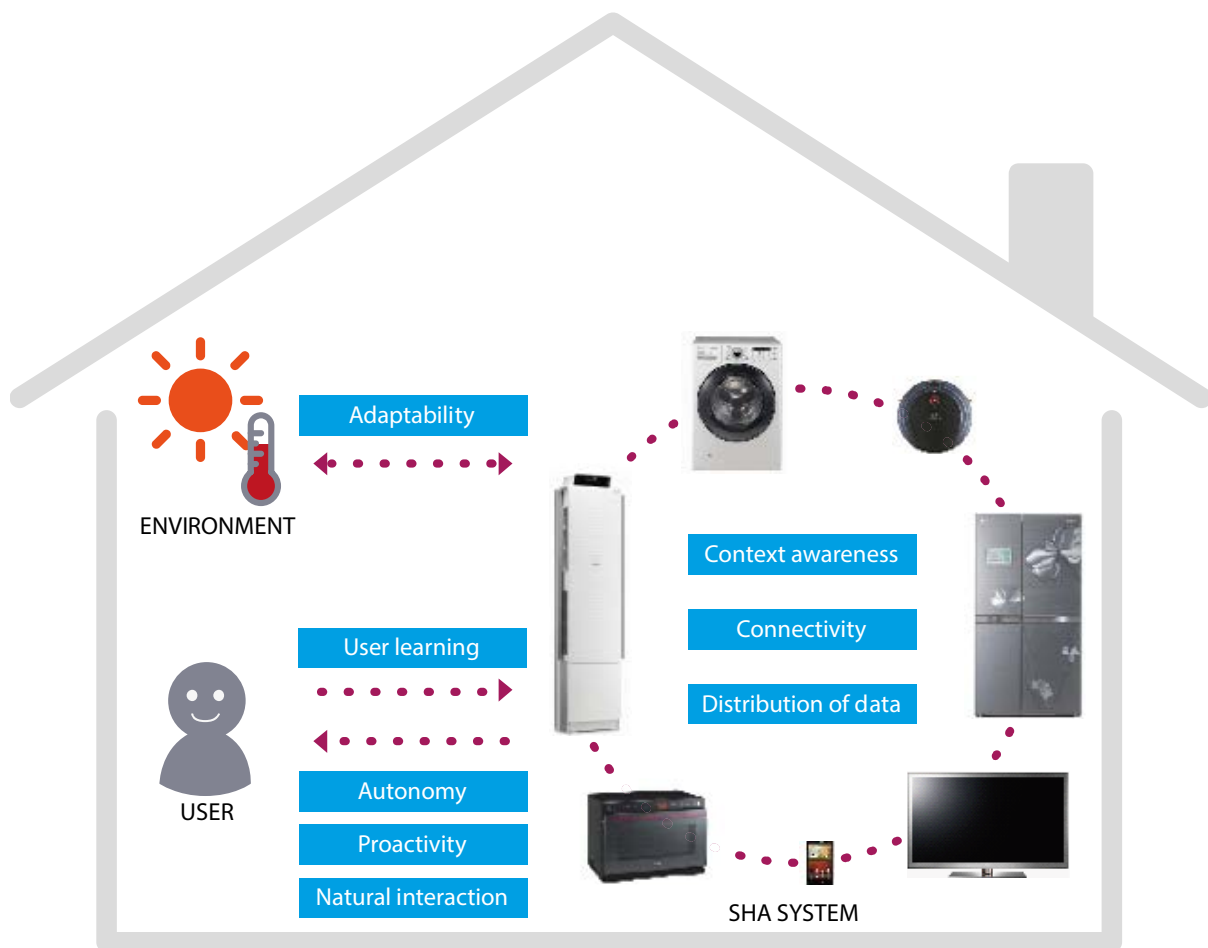 Adaptability
ENVIRONMENT
Context awareness
Connectivity
User learning
Distribution of data
USER
Autonomy
Proactivity
Natural interaction
SHA SYSTEM